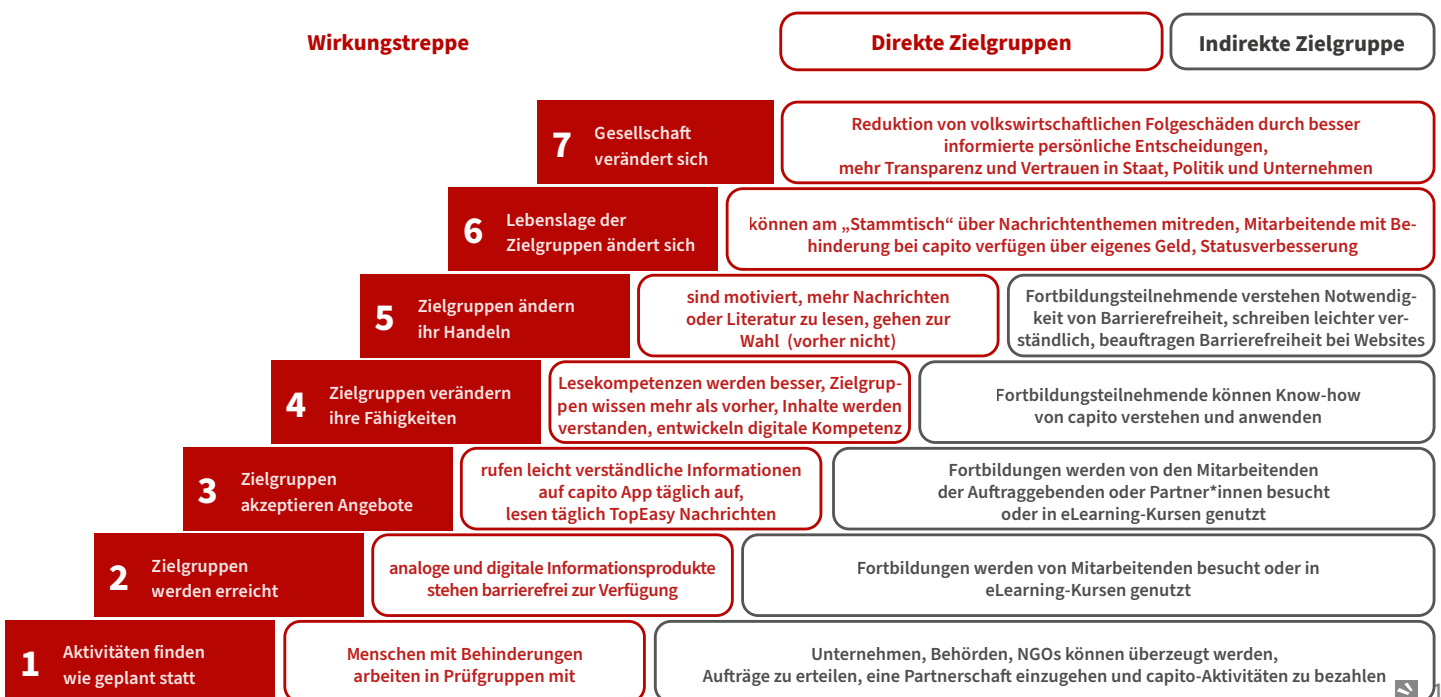 Wirkungstreppe
Direkte Zielgruppen
Indirekte Zielgruppe
7
Gesellschaft
verändert sich
Reduktion von volkswirtschaftlichen Folgeschäden durch besser
informierte persönliche Entscheidungen,
mehr Transparenz und Vertrauen in Staat, Politik und Unternehmen
6
Lebenslage der
Zielgruppen ändert sich
können am „Stammtisch“ über Nachrichtenthemen mitreden, Mitarbeitende mit Be-
hinderung bei capito verfügen über eigenes Geld, Statusverbesserung
5
Zielgruppen ändern
ihr Handeln
sind motiviert, mehr Nachrichten
oder Literatur zu lesen, gehen zur
Wahl (vorher nicht)
Fortbildungsteilnehmende verstehen Notwendig-
keit von Barrierefreiheit, schreiben leichter ver-
ständlich, beauftragen Barrierefreiheit bei Websites
4
Zielgruppen verändern
ihre Fähigkeiten
Lesekompetenzen werden besser, Zielgrup-
pen wissen mehr als vorher, Inhalte werden
verstanden, entwickeln digitale Kompetenz
Fortbildungsteilnehmende können Know-how
von capito verstehen und anwenden
3
Zielgruppen
akzeptieren Angebote
rufen leicht verständliche Informationen
auf capito App täglich auf,
lesen täglich TopEasy Nachrichten
Fortbildungen werden von den Mitarbeitenden
der Auftraggebenden oder Partner*innen besucht
oder in eLearning-Kursen genutzt
2
Zielgruppen
werden erreicht
analoge und digitale Informationsprodukte
stehen barrierefrei zur Verfügung
Fortbildungen werden von Mitarbeitenden besucht oder in
eLearning-Kursen genutzt
1
Aktivitäten finden
wie geplant statt
Menschen mit Behinderungen
arbeiten in Prüfgruppen mit
Unternehmen, Behörden, NGOs können überzeugt werden,
Aufträge zu erteilen, eine Partnerschaft einzugehen und capito-Aktivitäten zu bezahlen